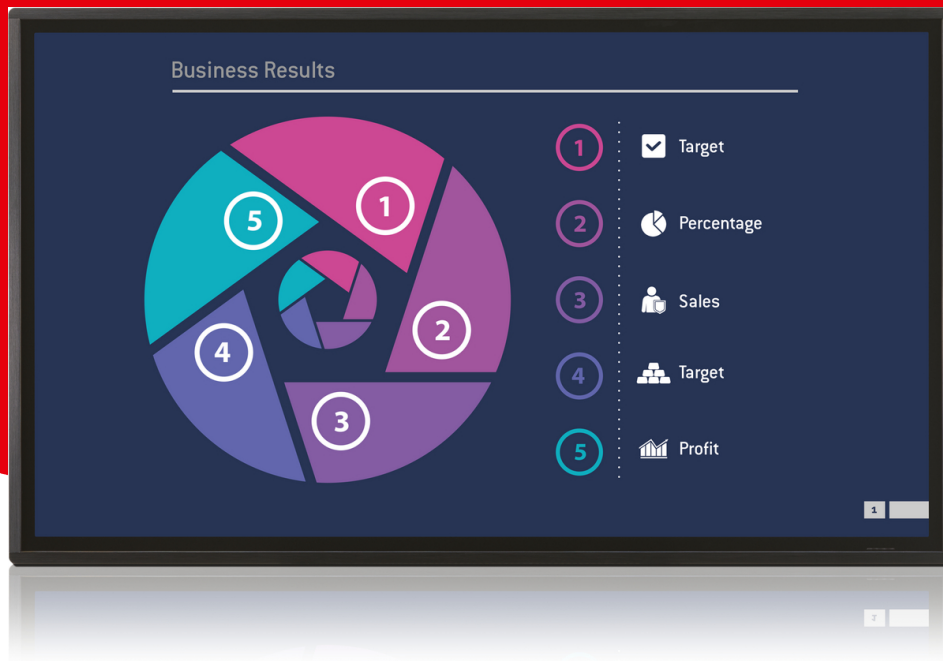 Business Results
1
2
3
4
5
1 Target
2 Percentage
3 Sales
4 Target
5 Profit
1